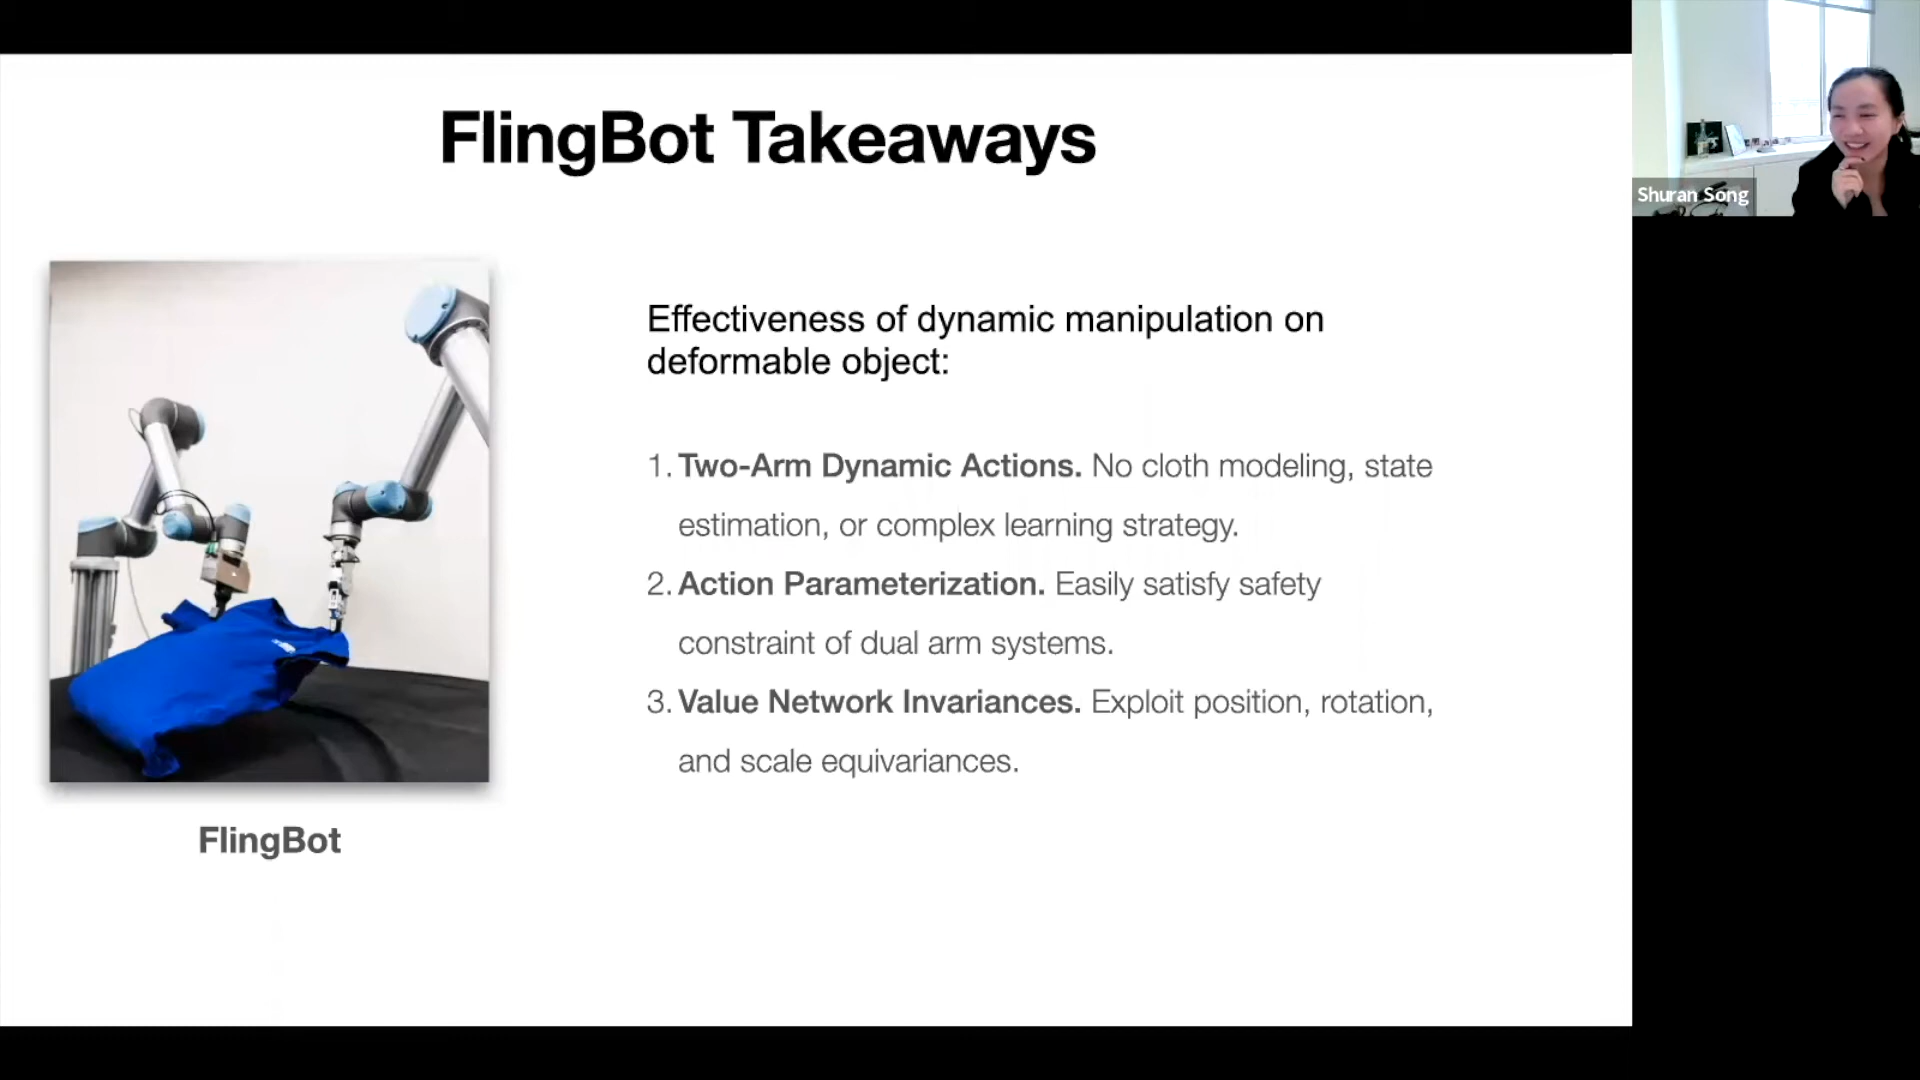 FlingBot Takeaways
Shuran Song
Effectiveness of dynamic manipulation on
deformable object:
1. Two-Arm Dynamic Actions. No cloth modeling, state
estimation, or complex learning strategy.
2. Action Parameterization. Easily satisfy safety
constraint of dual arm systems.
3. Value Network Invariances. Exploit position, rotation,
and scale equivariances.
FlingBot